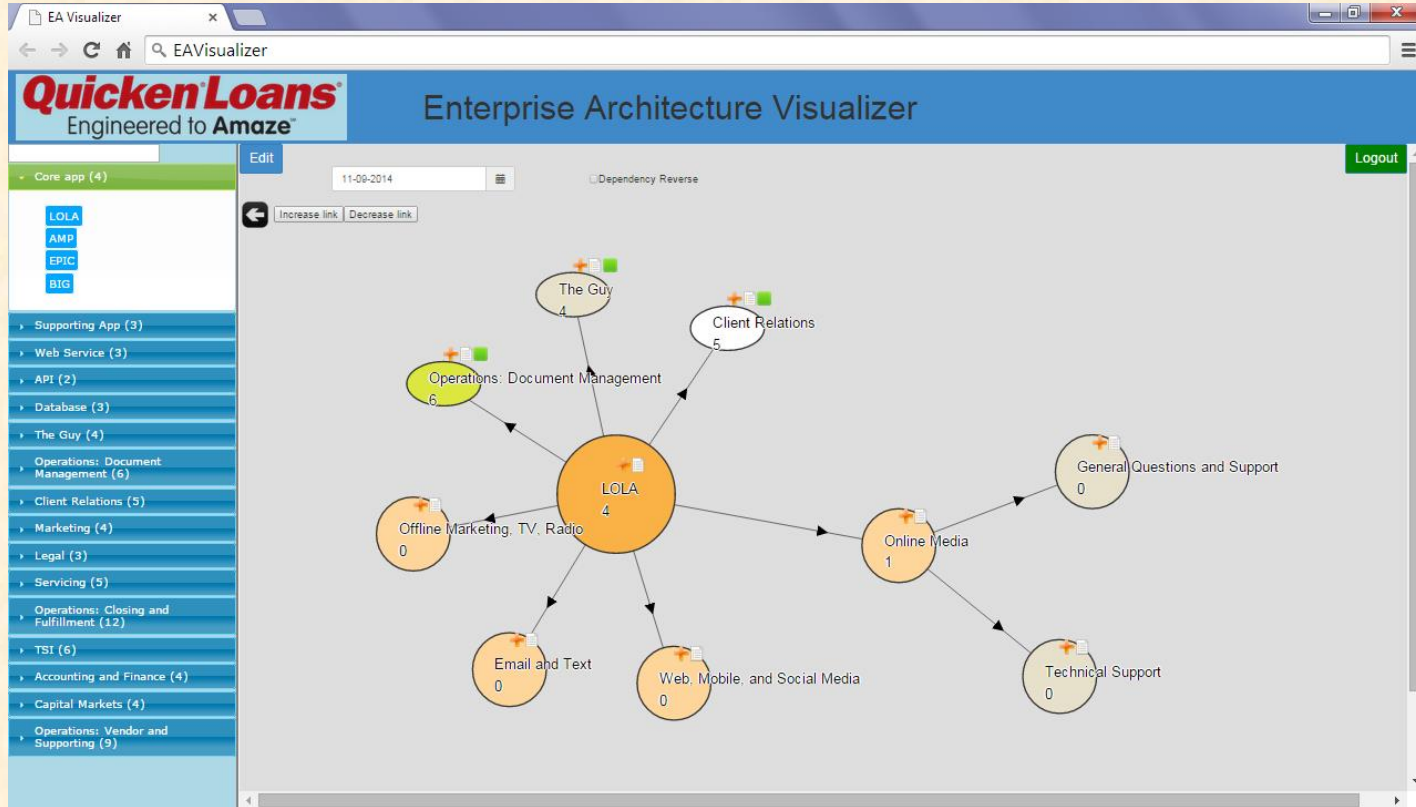 EA Visualizer
EAVisualizer
Quicken Loans
Engineered to Amaze
Enterprise Architecture Visualizer
Edit
Logout
11-09-2014
Dependency Reverse
Increase link
Decrease link
Core app (4)
LOLA
AMP
EPIC
BIG
Supporting App (3)
Web Service (3)
API (2)
Database (3)
The Guy (4)
Operations: Document
Management (6)
Client Relations (5)
Marketing (4)
Legal (3)
Servicing (5)
Operations: Closing and
Fulfillment (12)
TSI (6)
Accounting and Finance (4)
Capital Markets (4)
Operations: Vendor and
Supporting (9)
The Guy
4
Client Relations
5
Operations: Document Management
6
LOLA
4
General Questions and Support
0
Offline Marketing, TV, Radio
0
Online Media
1
Email and Text
0
Web, Mobile, and Social Media
0
Technical Support
0